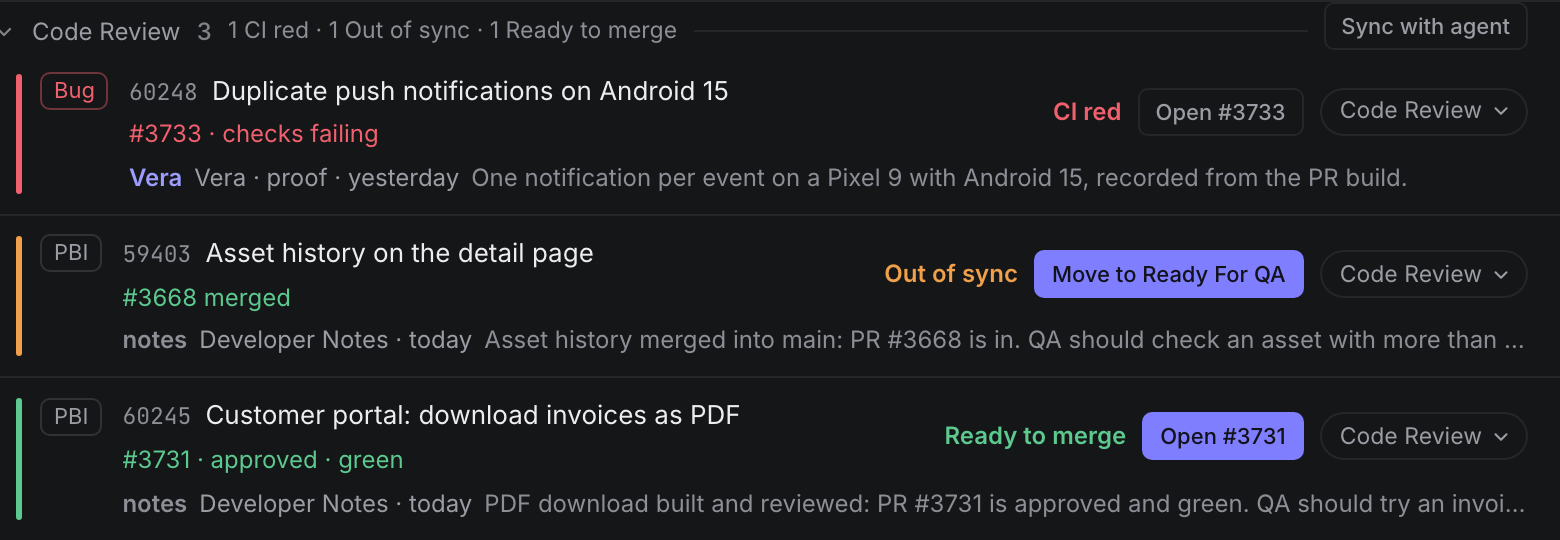 Code Review 3 1 CI red · 1 Out of sync · 1 Ready to merge Sync with agent
Bug 60248 Duplicate push notifications on Android 15
#3733 · checks failing
CI red Open #3733 Code Review
Vera Vera · proof · yesterday One notification per event on a Pixel 9 with Android 15, recorded from the PR build.
PBI 59403 Asset history on the detail page
#3668 merged
Out of sync Move to Ready For QA Code Review
notes Developer Notes · today Asset history merged into main: PR #3668 is in. QA should check an asset with more than ...
PBI 60245 Customer portal: download invoices as PDF
#3731 · approved · green
Ready to merge Open #3731 Code Review
notes Developer Notes · today PDF download built and reviewed: PR #3731 is approved and green. QA should try an invoi...